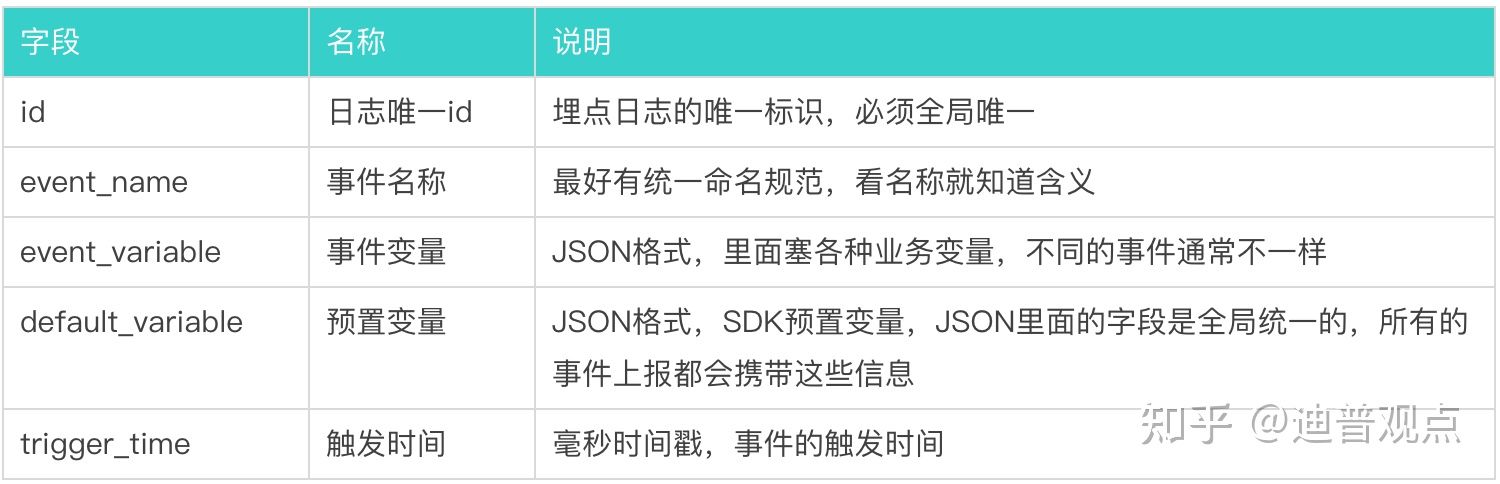 字段 名称 说明
id 日志唯一id 埋点日志的唯一标识，必须全局唯一
event_name 事件名称 最好有统一命名规范，看名称就知道含义
event_variable 事件变量 JSON格式，里面塞各种业务变量，不同的事件通常不一样
default_variable 预置变量 JSON格式，SDK预置变量，JSON里面的字段是全局统一的，所有的
事件上报都会携带这些信息
trigger_time 触发时间 毫秒时间戳，事件的触发时间
知乎 @迪普观点